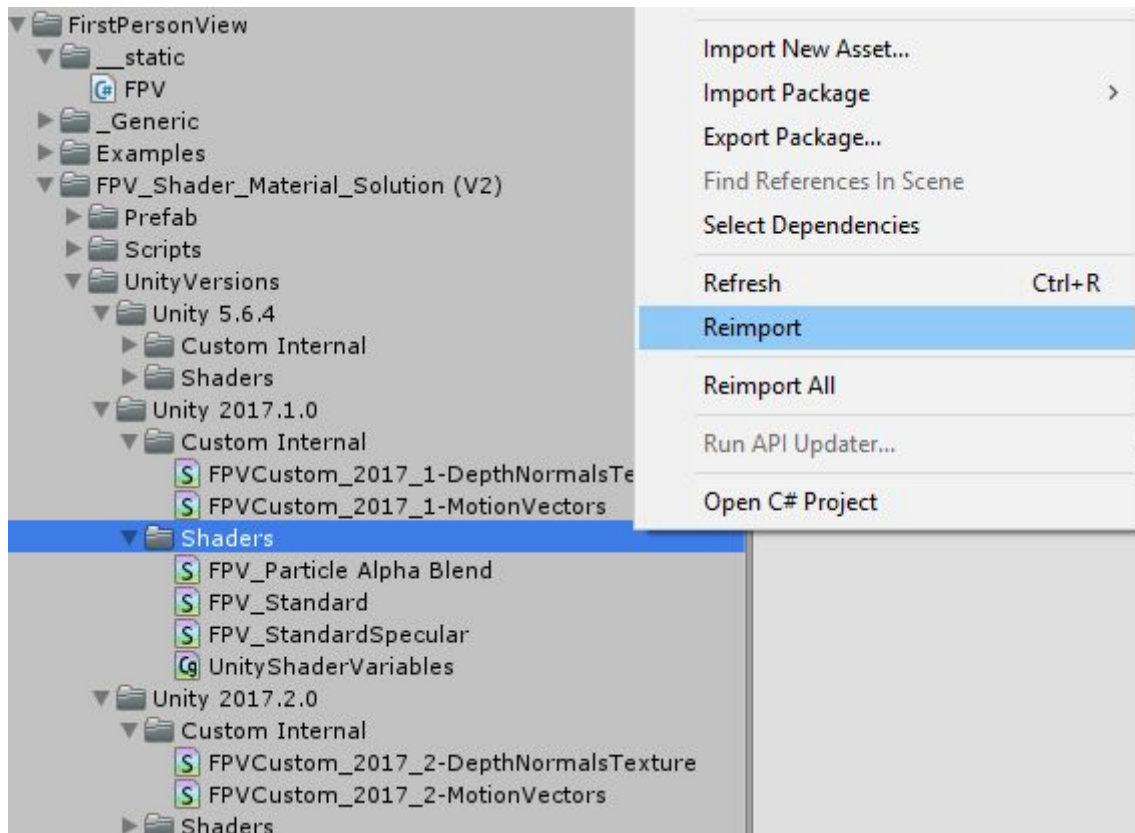 FirstPersonView
__static
FPV
_Generic
Examples
FPV_Shader_Material_Solution (V2)
Prefab
Scripts
UnityVersions
Unity 5.6.4
Custom Internal
Shaders
Unity 2017.1.0
Custom Internal
FPVCustom_2017_1-DepthNormalsTe
FPVCustom_2017_1-MotionVectors
Shaders
FPV_Particle Alpha Blend
FPV_Standard
FPV_StandardSpecular
UnityShaderVariables
Unity 2017.2.0
Custom Internal
FPVCustom_2017_2-DepthNormalsTexture
FPVCustom_2017_2-MotionVectors
Shaders
Import New Asset...
Import Package
Export Package...
Find References In Scene
Select Dependencies
Refresh Ctrl+R
Reimport
Reimport All
Run API Updater...
Open C# Project